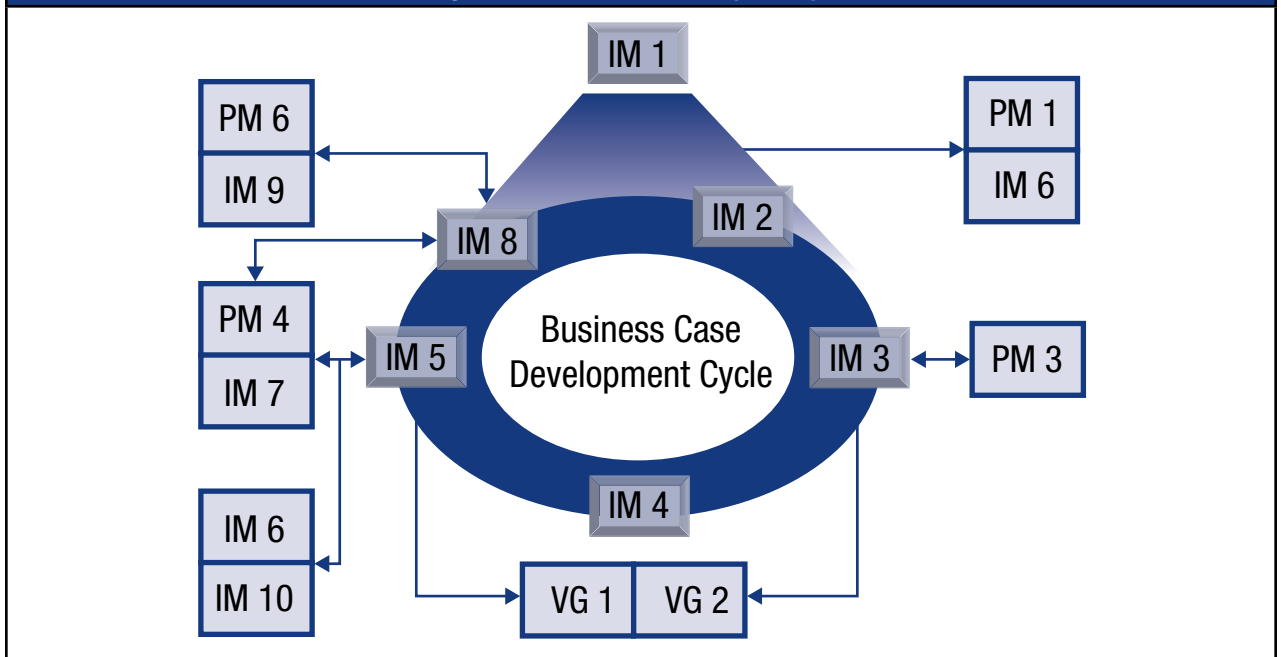 IM 1
PM 6
IM 9
PM 1
IM 6
IM 2
IM 8
PM 4
IM 7
IM 5
Business Case
Development Cycle
IM 3
PM 3
IM 4
IM 6
IM 10
VG 1
VG 2